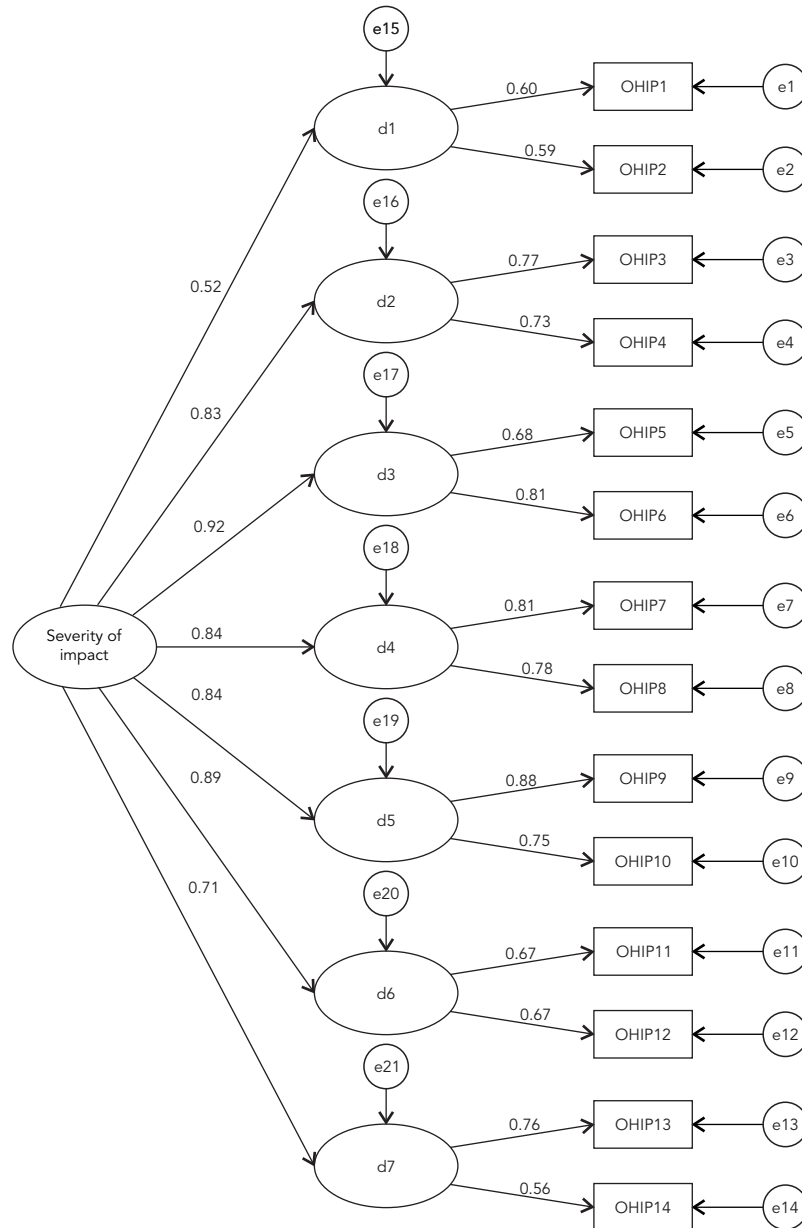 e15
0.60
OHIP1
e1
d1
0.59
OHIP2
e2
e16
0.77
OHIP3
e3
0.52
d2
0.73
OHIP4
e4
e17
0.83
0.68
OHIP5
e5
d3
0.81
OHIP6
e6
0.92
e18
0.81
OHIP7
e7
Severity of
impact
0.84
d4
0.78
OHIP8
e8
0.84
e19
0.88
OHIP9
e9
0.89
d5
0.75
OHIP10
e10
0.71
e20
0.67
OHIP11
e11
d6
0.67
OHIP12
e12
e21
0.76
OHIP13
e13
d7
0.56
OHIP14
e14